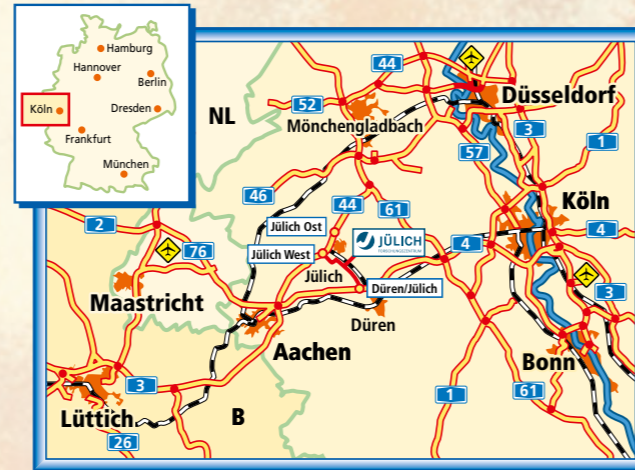 Hamburg
Hannover
Berlin
Köln
Dresden
Frankfurt
München
44
52
NL
Mönchengladbach
Düsseldorf
3
1
57
46
44
61
Köln
2
76
Jülich Ost
JÜLICH
FORSCHUNGSZENTRUM
4
4
Jülich West
Jülich
Düren/Jülich
3
Maastricht
Düren
Aachen
Bonn
3
1
61
Lüttich
B
26